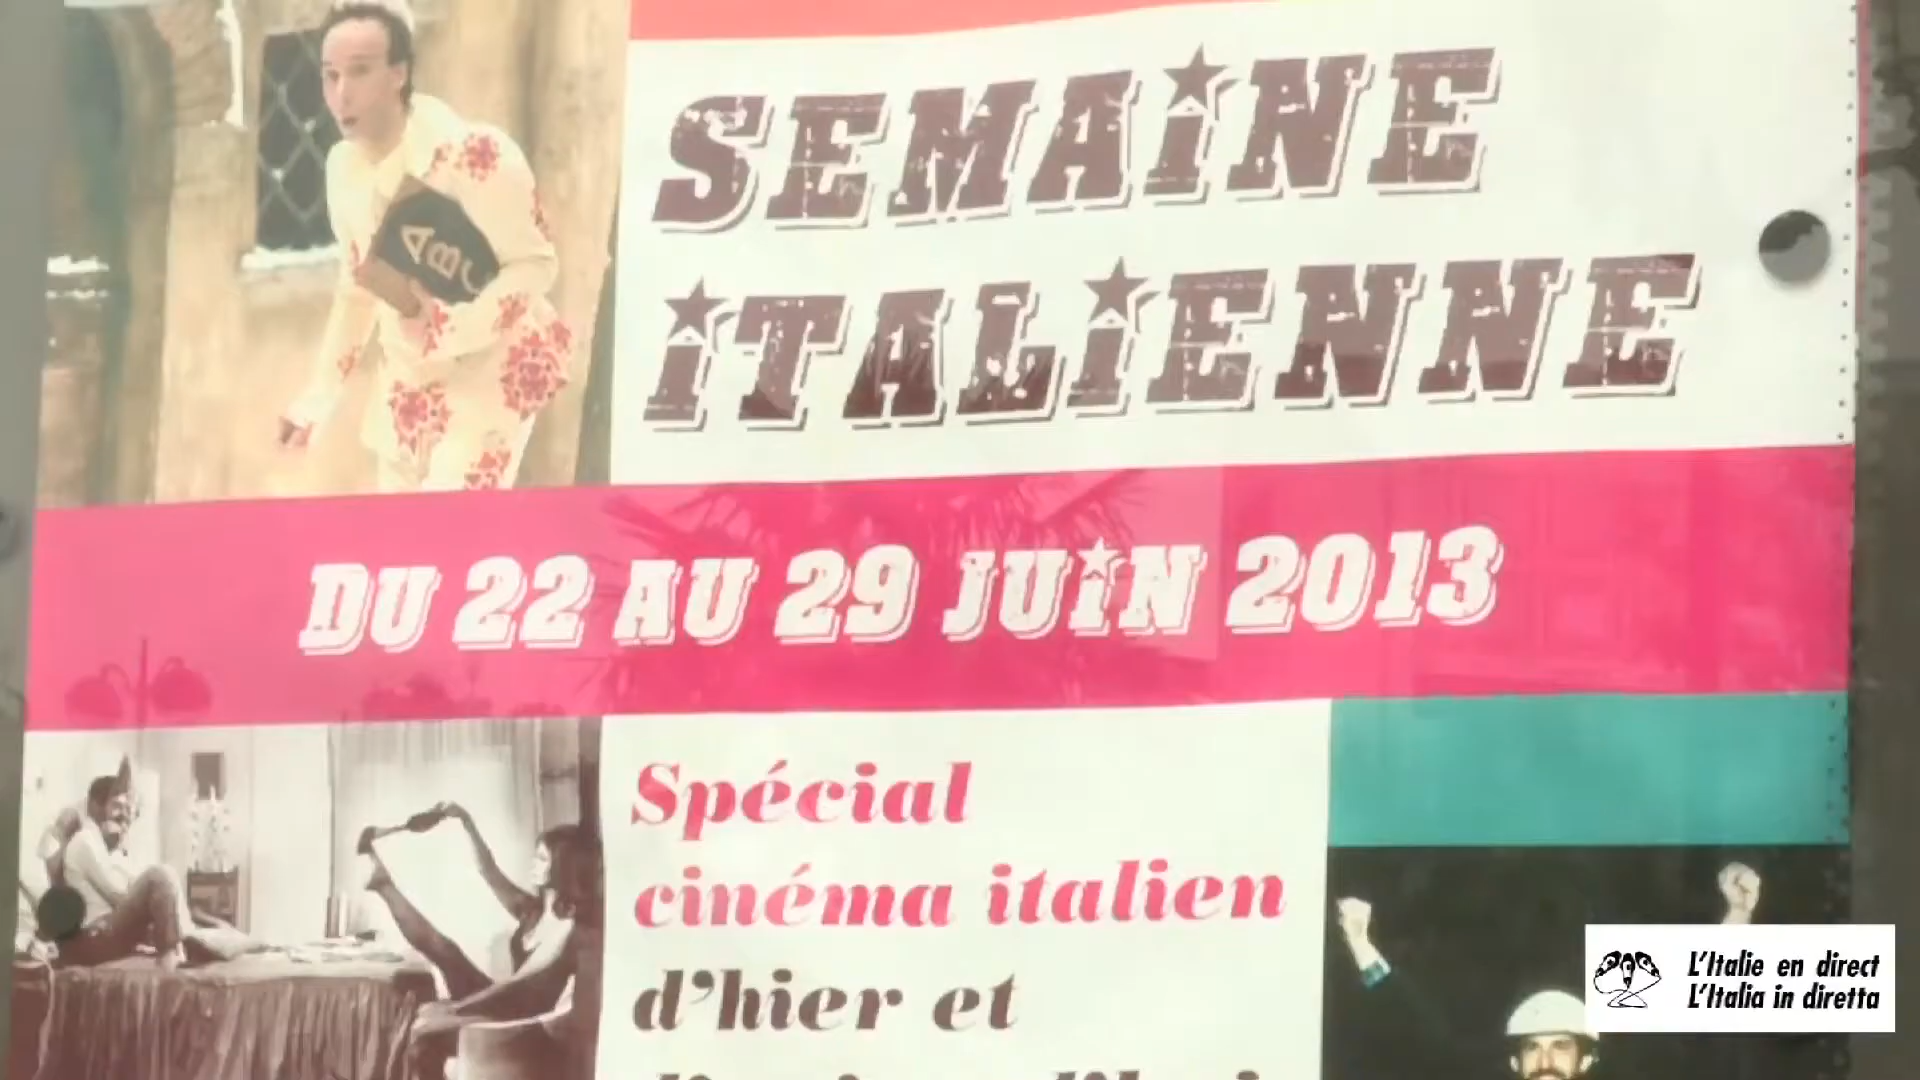 ABC
SEMAiNE
iTALiENNE
DU 22 AU 29 JUiN 2013
Spécial
cinéma italien
d'hier et
L'Italie en direct
L'Italia in diretta